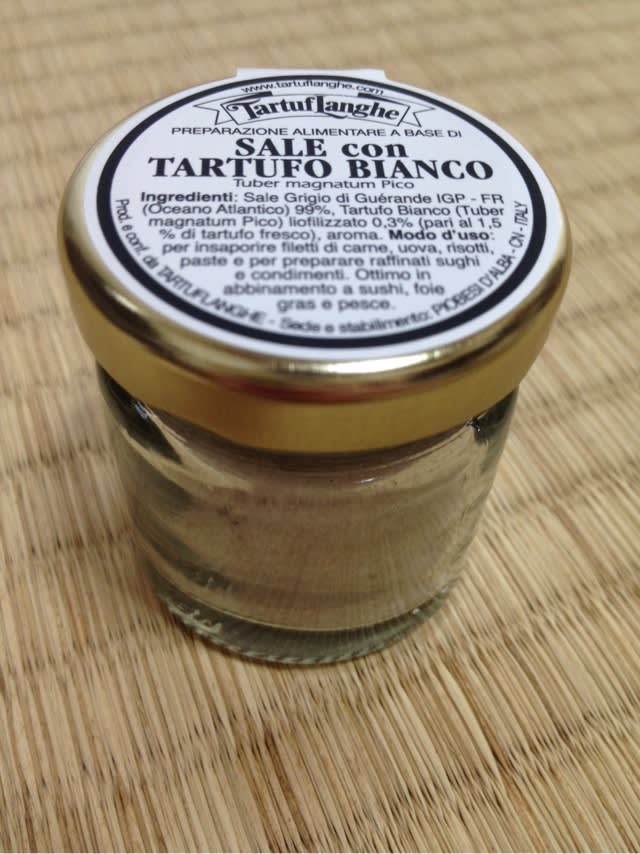 www.tartuflanghe.com
TartufLanghe
PREPARAZIONE ALIMENTARE A BASE DI
SALE con
TARTUFO BIANCO
Tuber magnatum Pico
Ingredienti: Sale Grigio di Guérande IGP - FR
(Oceano Atlantico) 99%, Tartufo Bianco (Tuber
magnatum Pico) liofilizzato 0,3% (pari al 1,5
% di tartufo fresco), aroma. Modo d'uso:
per insaporire filetti di carne, uova, risotti,
paste e per preparare raffinati sughi
e condimenti. Ottimo in
abbinamento a sushi, foie
gras e pesce.
Prod. e conf. da TARTUFLANGHE - Sede e stabilimento: PIOBESI D'ALBA - CN - ITALY